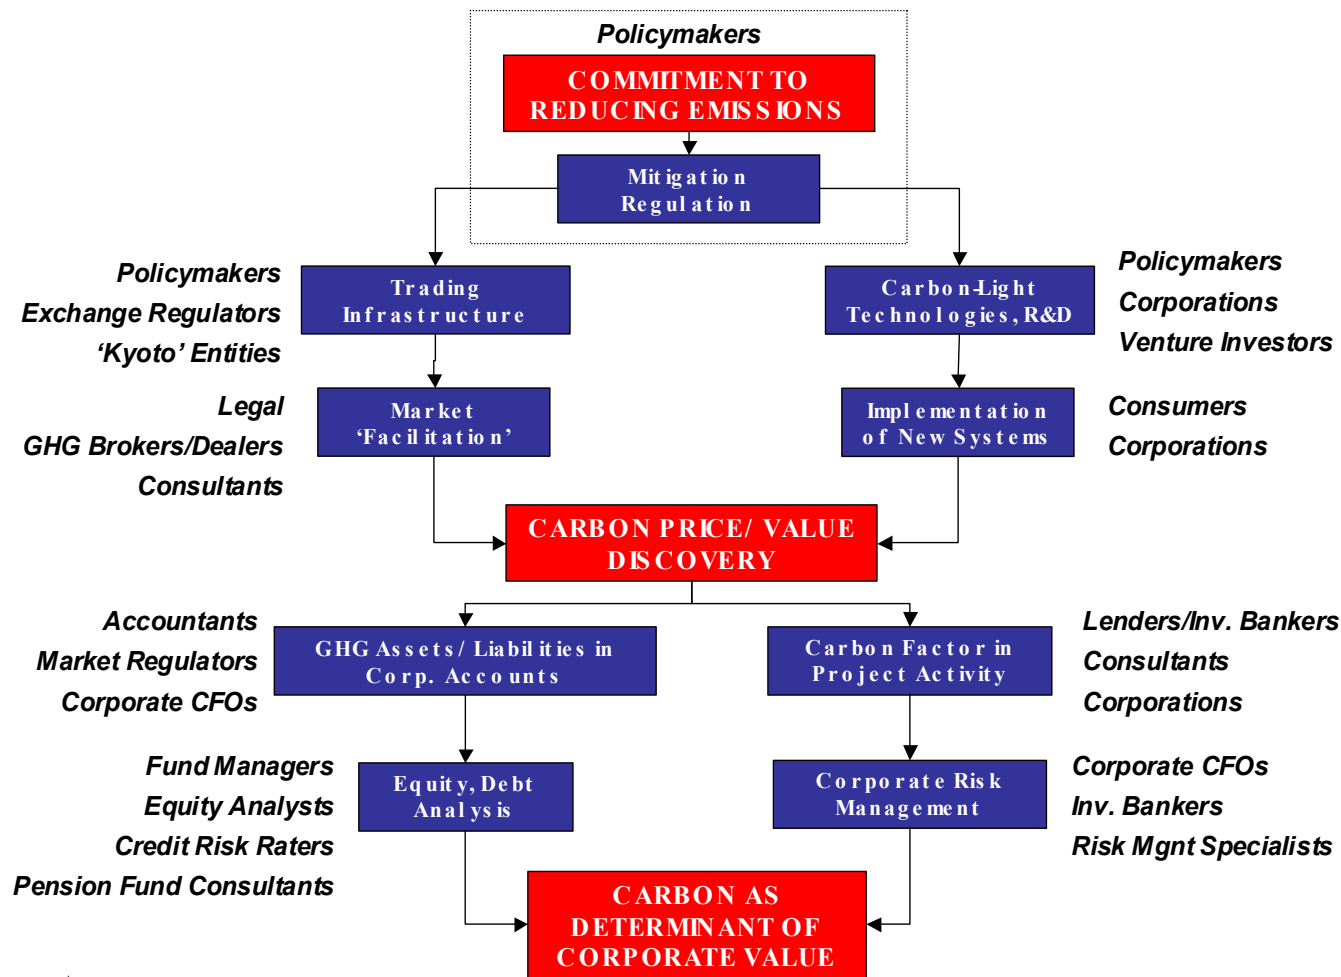 Policymakers
COMMITMENT TO
REDUCING EMISSIONS
Mitigation
Regulation
Policymakers
Exchange Regulators
‘Kyoto’ Entities
Trading
Infrastructure
Carbon-Light
Technologies, R&D
Policymakers
Corporations
Venture Investors
Legal
GHG Brokers/Dealers
Consultants
Market
‘Facilitation’
Implementation
of New Systems
Consumers
Corporations
CARBON PRICE/ VALUE
DISCOVERY
Accountants
Market Regulators
Corporate CFOs
GHG Assets/ Liabilities in
Corp. Accounts
Carbon Factor in
Project Activity
Lenders/Inv. Bankers
Consultants
Corporations
Fund Managers
Equity Analysts
Credit Risk Raters
Pension Fund Consultants
Equity, Debt
Analysis
Corporate Risk
Management
Corporate CFOs
Inv. Bankers
Risk Mgnt Specialists
CARBON AS
DETERMINANT OF
CORPORATE VALUE